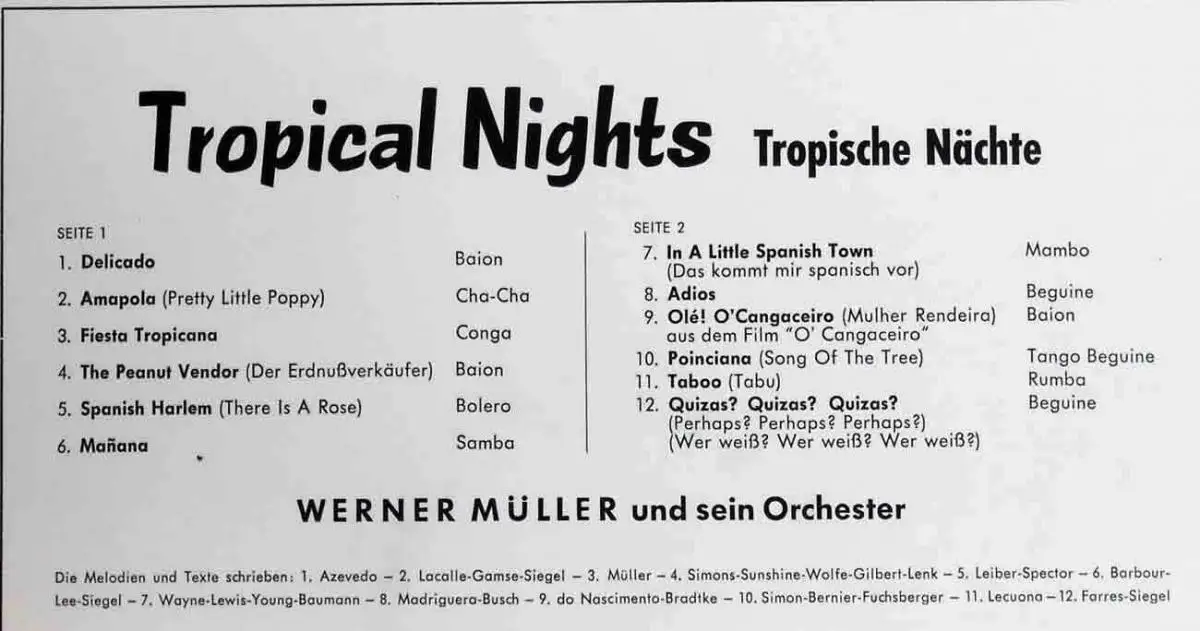 Tropical Nights Tropische Nächte
SEITE 1
1. Delicado Baion
2. Amapola (Pretty Little Poppy) Cha-Cha
3. Fiesta Tropicana Conga
4. The Peanut Vendor (Der Erdnußverkäufer) Baion
5. Spanish Harlem (There Is A Rose) Bolero
6. Mañana Samba
SEITE 2
7. In A Little Spanish Town Mambo
(Das kommt mir spanisch vor)
8. Adios Beguine
9. Olé! O'Cangaceiro (Mulher Rendeira) Baion
aus dem Film "O' Cangaceiro"
10. Poinciana (Song Of The Tree) Tango Beguine
11. Taboo (Tabu) Rumba
12. Quizas? Quizas? Quizas? Beguine
(Perhaps? Perhaps? Perhaps?)
(Wer weiß? Wer weiß? Wer weiß?)
WERNER MÜLLER und sein Orchester
Die Melodien und Texte schrieben: 1. Azevedo – 2. Lacalle-Gamse-Siegel – 3. Müller – 4. Simons-Sunshine-Wolfe-Gilbert-Lenk – 5. Leiber-Spector – 6. Barbour-
Lee-Siegel – 7. Wayne-Lewis-Young-Baumann – 8. Madriguera-Busch – 9. do Nascimento-Bradtke – 10. Simon-Bernier-Fuchsberger – 11. Lecuona – 12. Farres-Siegel